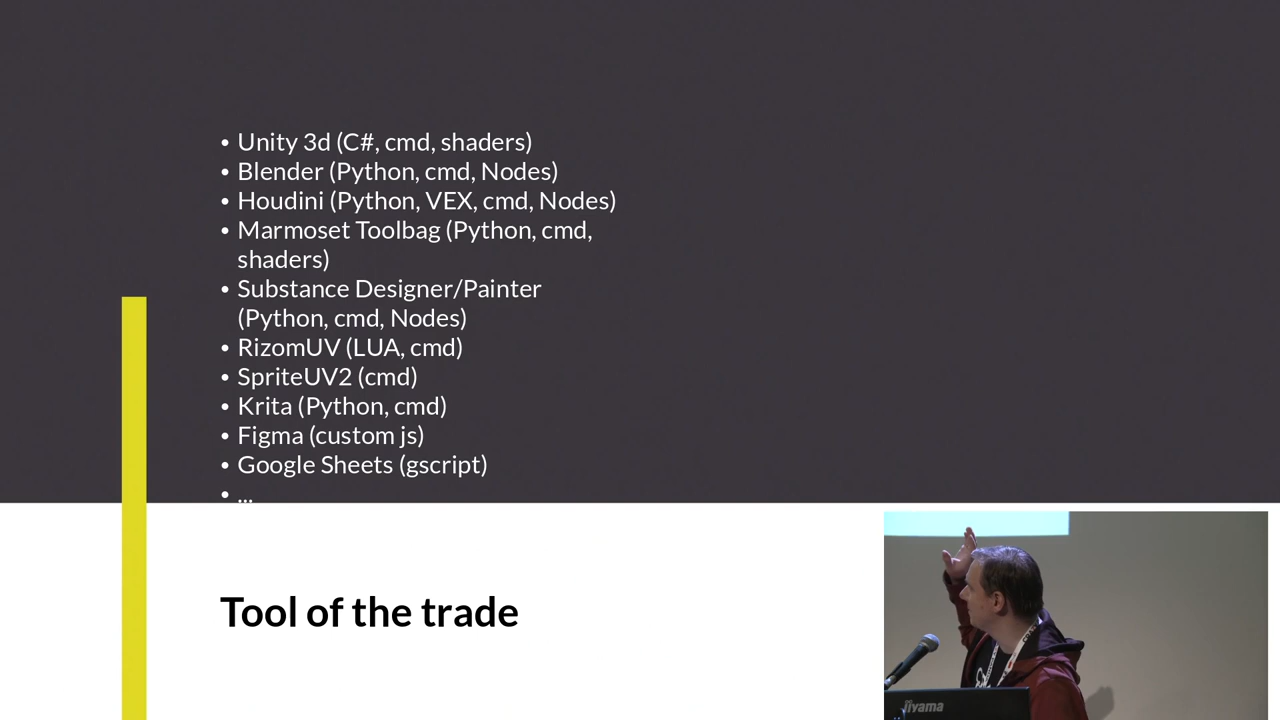 • Unity 3d (C#, cmd, shaders)
• Blender (Python, cmd, Nodes)
• Houdini (Python, VEX, cmd, Nodes)
• Marmoset Toolbag (Python, cmd,
shaders)
• Substance Designer/Painter
(Python, cmd, Nodes)
• RizomUV (LUA, cmd)
• SpriteUV2 (cmd)
• Krita (Python, cmd)
• Figma (custom js)
• Google Sheets (gscript)
• ...
Tool of the trade
iiyama